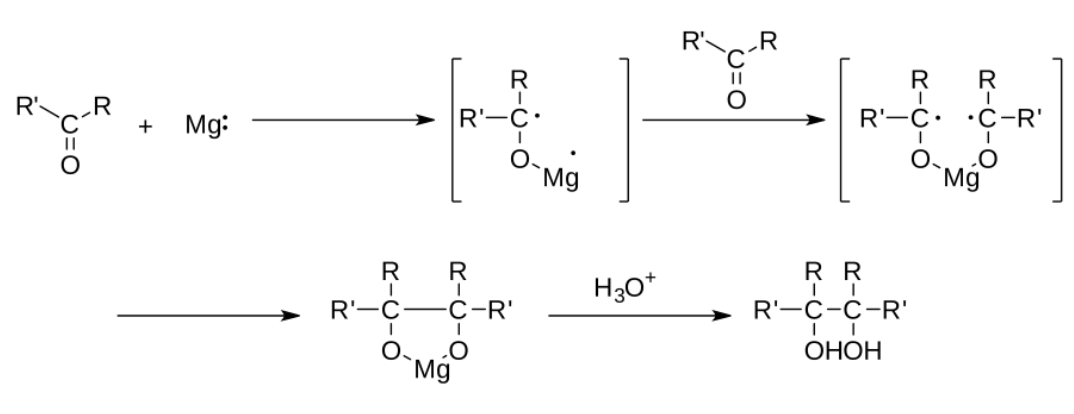 R' R R' R
C C
O O
+ Mg:
R
R'–C·
O ·
Mg
R R
R'–C· ·C–R'
O O
Mg
R R
R'–C–C–R'
O O
Mg
H₃O⁺
R R
R'–C–C–R'
OHOH